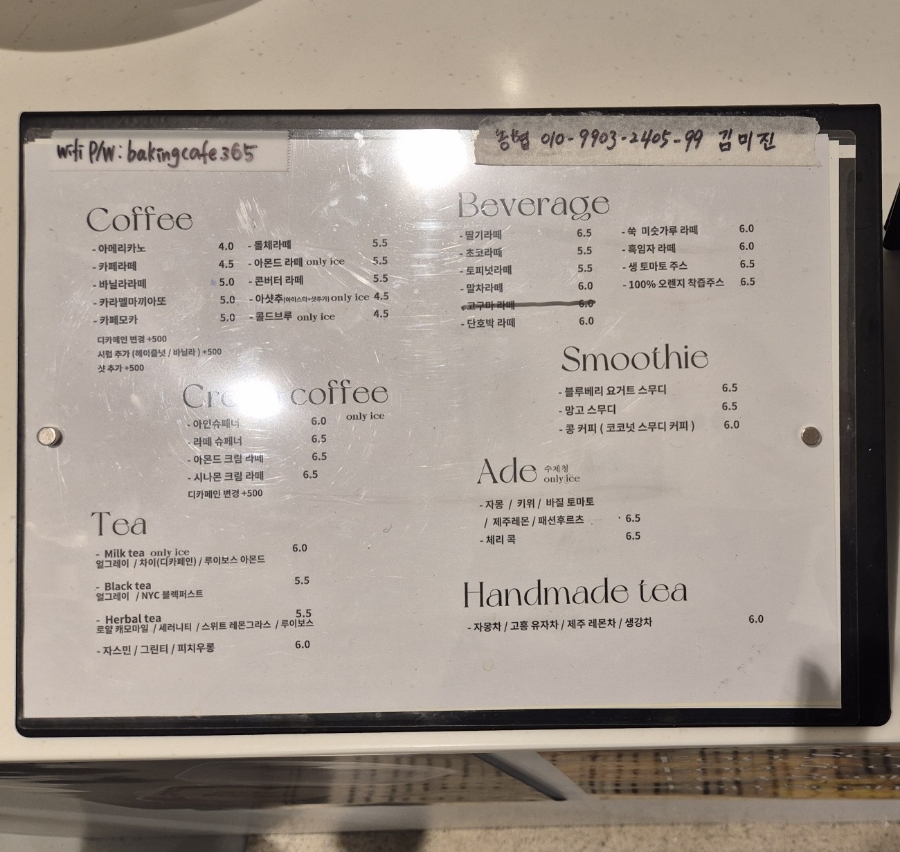 wifi P/W: bakingcafe365
농협 010-9903-2405-99 김미진
Coffee
- 아메리카노 4.0
- 카페라떼 4.5
- 바닐라라떼 5.0
- 카라멜마끼아또 5.0
- 카페모카 5.0
- 돌체라떼 5.5
- 아몬드 라떼 only ice 5.5
- 콘버터 라떼 5.5
- 아샷추(아이스티+샷추가) only ice 4.5
- 콜드브루 only ice 4.5
디카페인 변경 +500
시럽 추가 (헤이즐넛 / 바닐라) +500
샷 추가 +500
coffee
only ice
- 아인슈페너 6.0
- 라떼 슈페너 6.5
- 아몬드 크림 라떼 6.5
- 시나몬 크림 라떼 6.5
디카페인 변경 +500
Tea
- Milk tea only ice 6.0
얼그레이 / 차이(디카페인) / 루이보스 아몬드
- Black tea 5.5
얼그레이 / NYC 블랙퍼스트
- Herbal tea 5.5
로얄 캐모마일 / 세러니티 / 스위트 레몬그라스 / 루이보스
- 자스민 / 그린티 / 피치우롱 6.0
Beverage
- 딸기라떼 6.5
- 초코라떼 5.5
- 토피넛라떼 5.5
- 말차라떼 6.0
- 고구마 라떼 6.0
- 단호박 라떼 6.0
- 쑥 미숫가루 라떼 6.0
- 흑임자 라떼 6.0
- 생 토마토 주스 6.5
- 100% 오렌지 착즙주스 6.5
Smoothie
- 블루베리 요거트 스무디 6.5
- 망고 스무디 6.5
- 콩 커피 ( 코코넛 스무디 커피 ) 6.0
Ade 수제청
only ice
- 자몽 / 키위 / 바질 토마토
/ 제주레몬 / 패션후르츠 6.5
- 체리 콕 6.5
Handmade tea
- 자몽차 / 고흥 유자차 / 제주 레몬차 / 생강차 6.0